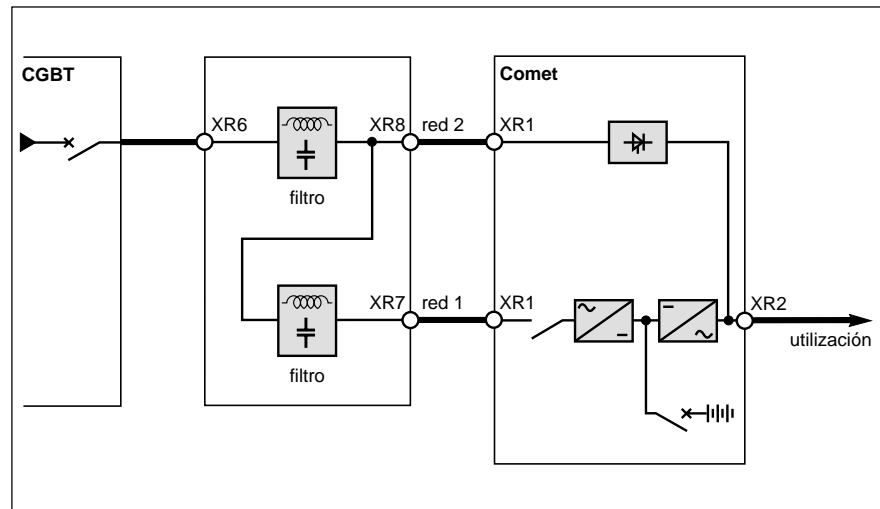 CGBT
Comet
XR6
XR8
red 2
XR1
filtro
XR7
red 1
XR1
XR2
filtro
utilización